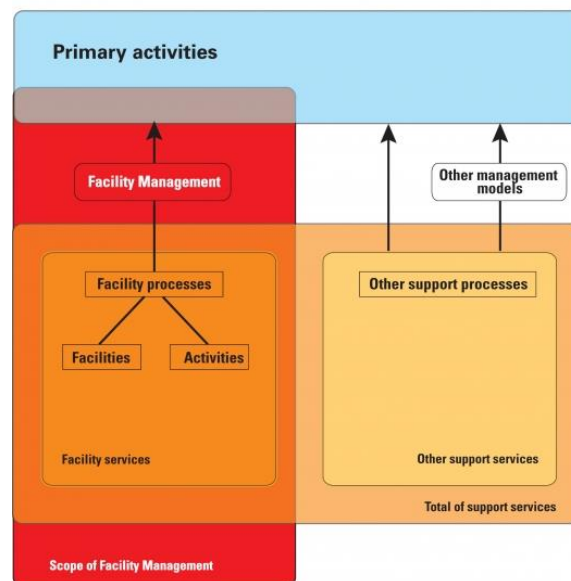 Primary activities
Facility Management
Other management
models
Facility processes
Other support processes
Facilities
Activities
Facility services
Other support services
Total of support services
Scope of Facility Management